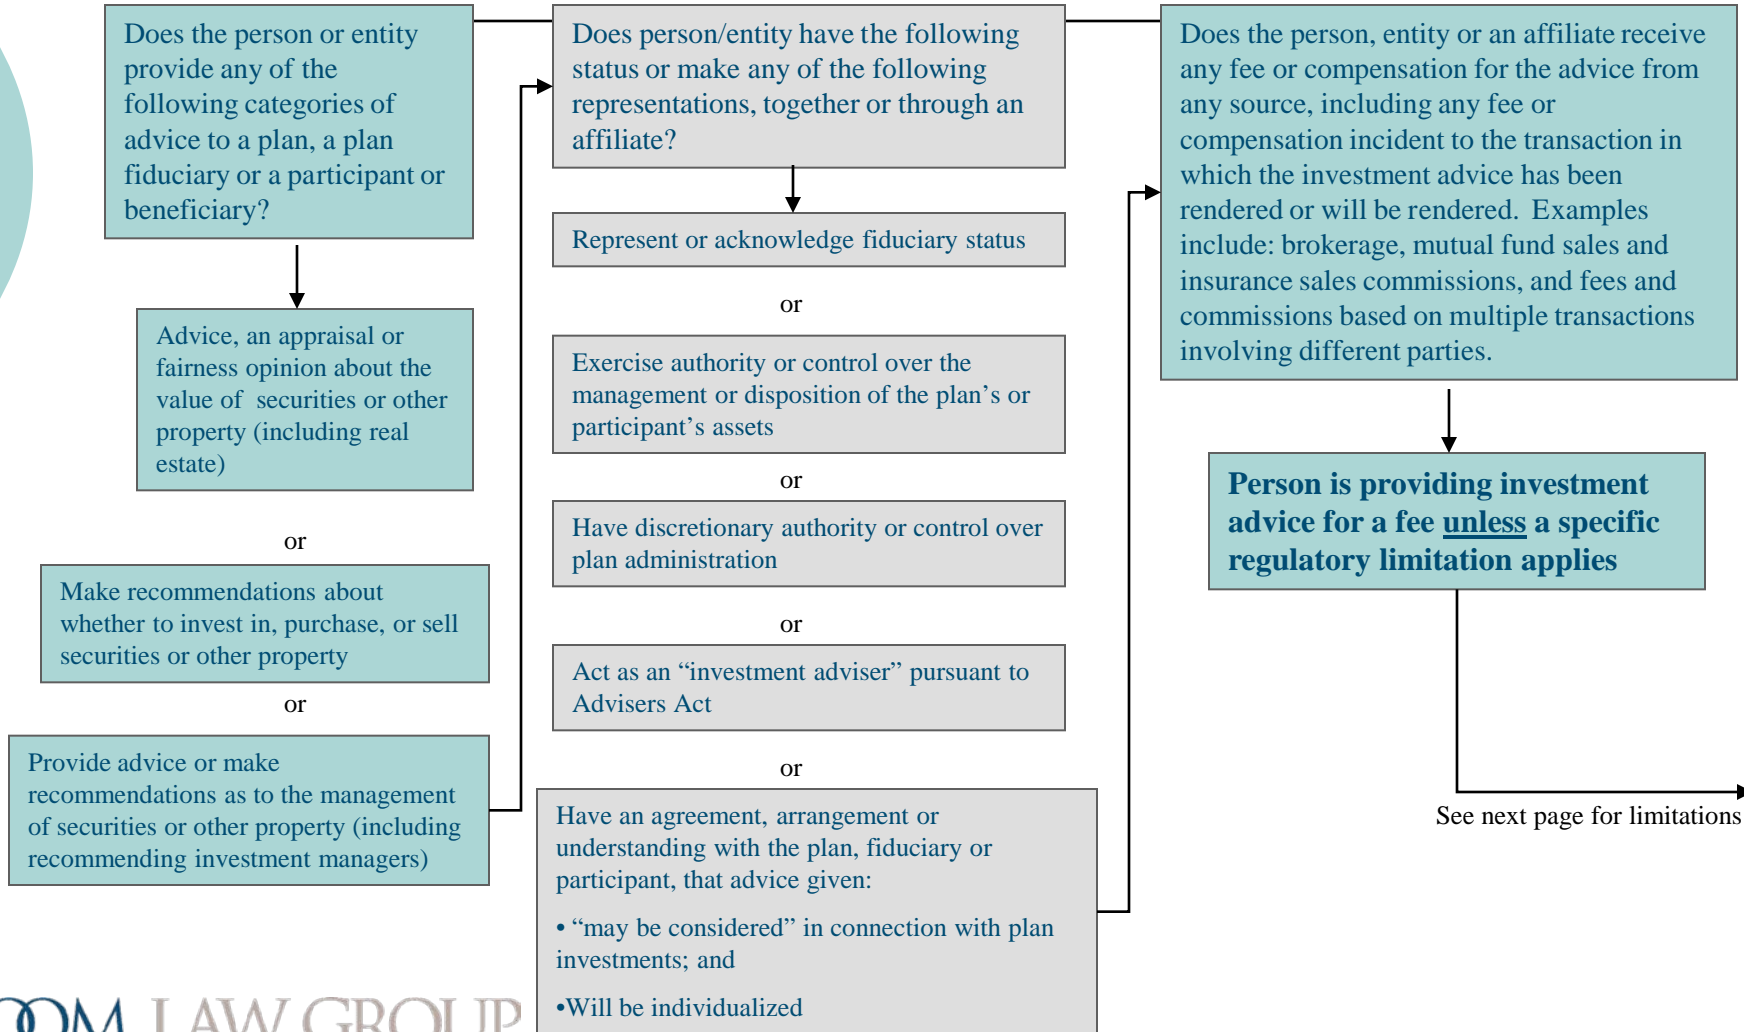 Does the person or entity
provide any of the
following categories of
advice to a plan, a plan
fiduciary or a participant or
beneficiary?
Advice, an appraisal or
fairness opinion about the
value of securities or other
property (including real
estate)
or
Make recommendations about
whether to invest in, purchase, or sell
securities or other property
or
Provide advice or make
recommendations as to the management
of securities or other property (including
recommending investment managers)
Does person/entity have the following
status or make any of the following
representations, together or through an
affiliate?
Represent or acknowledge fiduciary status
or
Exercise authority or control over the
management or disposition of the plan’s or
participant’s assets
or
Have discretionary authority or control over
plan administration
or
Act as an “investment adviser” pursuant to
Advisers Act
or
Have an agreement, arrangement or
understanding with the plan, fiduciary or
participant, that advice given:
• “may be considered” in connection with plan
investments; and
•Will be individualized
Does the person, entity or an affiliate receive
any fee or compensation for the advice from
any source, including any fee or
compensation incident to the transaction in
which the investment advice has been
rendered or will be rendered. Examples
include: brokerage, mutual fund sales and
insurance sales commissions, and fees and
commissions based on multiple transactions
involving different parties.
Person is providing investment
advice for a fee unless a specific
regulatory limitation applies
See next page for limitations
LAW GROUP